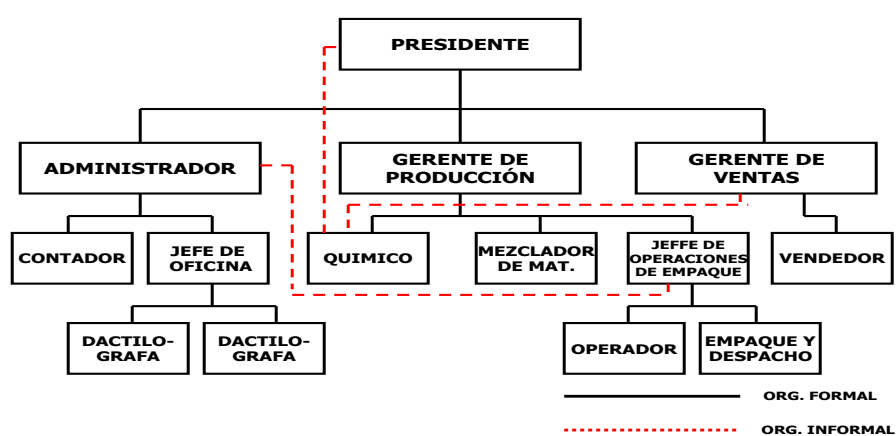 PRESIDENTE
ADMINISTRADOR
GERENTE DE
PRODUCCIÓN
GERENTE DE
VENTAS
CONTADOR
JEFE DE
OFICINA
QUIMICO
MEZCLADOR
DE MAT.
JEFFE DE
OPERACIONES
DE EMPAQUE
VENDEDOR
DACTILO-
GRAFA
DACTILO-
GRAFA
OPERADOR
EMPAQUE Y
DESPACHO
ORG. FORMAL
ORG. INFORMAL